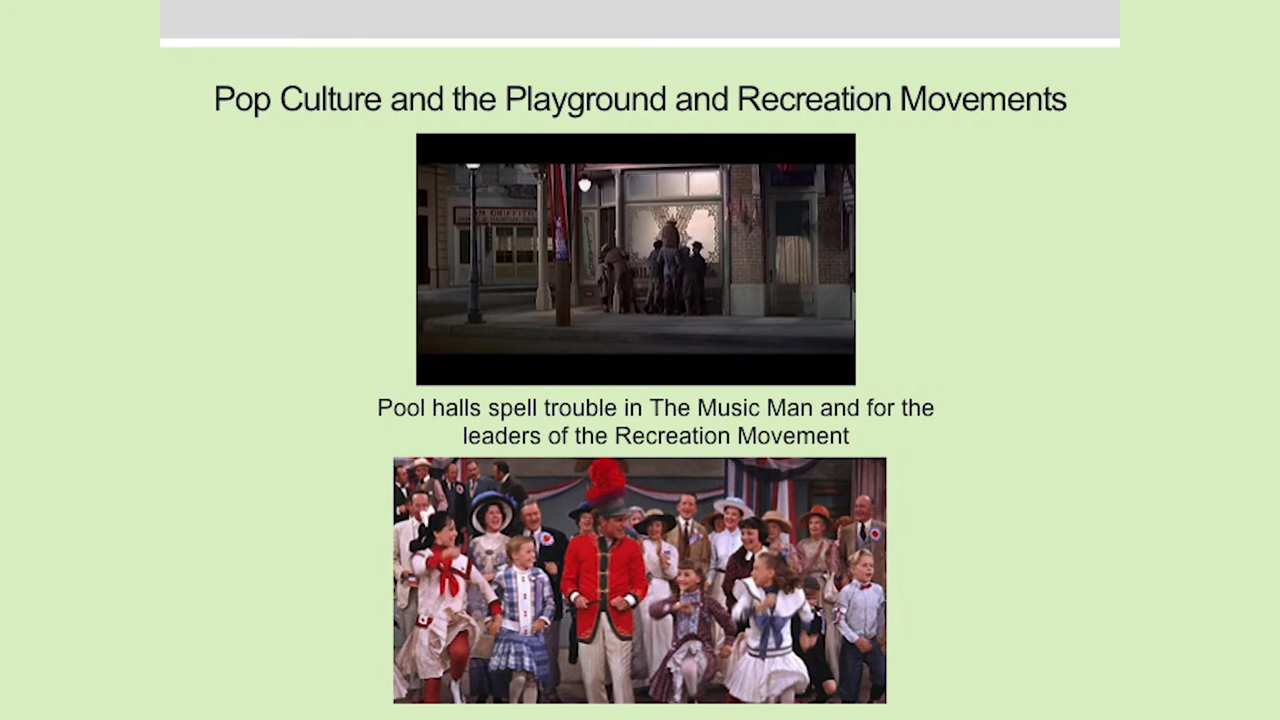 Pop Culture and the Playground and Recreation Movements
Pool halls spell trouble in The Music Man and for the
leaders of the Recreation Movement